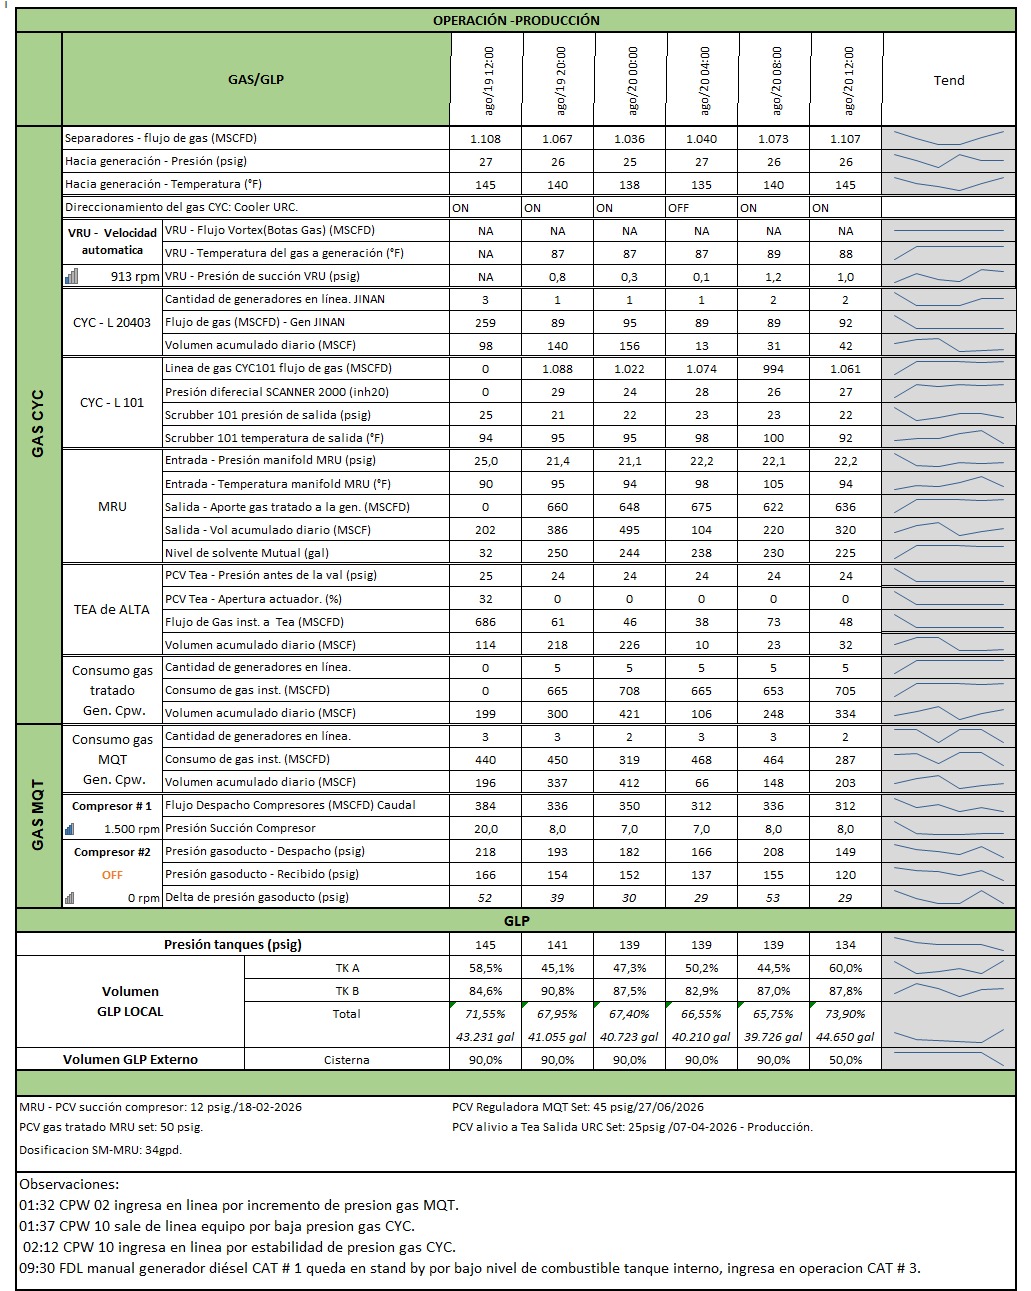 OPERACIÓN -PRODUCCIÓN
GAS/GLP ago/19 12:00 ago/19 20:00 ago/20 00:00 ago/20 04:00 ago/20 08:00 ago/20 12:00 Tend
GAS CYC
Separadores - flujo de gas (MSCFD) 1.108 1.067 1.036 1.040 1.073 1.107
Hacia generación - Presión (psig) 27 26 25 27 26 26
Hacia generación - Temperatura (°F) 145 140 138 135 140 145
Direccionamiento del gas CYC: Cooler URC. ON ON ON OFF ON ON
VRU - Velocidad automatica
913 rpm
VRU - Flujo Vortex(Botas Gas) (MSCFD) NA NA NA NA NA NA
VRU - Temperatura del gas a generación (°F) NA 87 87 87 89 88
VRU - Presión de succión VRU (psig) NA 0,8 0,3 0,1 1,2 1,0
CYC - L 20403
Cantidad de generadores en línea. JINAN 3 1 1 1 2 2
Flujo de gas (MSCFD) - Gen JINAN 259 89 95 89 89 92
Volumen acumulado diario (MSCF) 98 140 156 13 31 42
CYC - L 101
Linea de gas CYC101 flujo de gas (MSCFD) 0 1.088 1.022 1.074 994 1.061
Presión diferecial SCANNER 2000 (inh20) 0 29 24 28 26 27
Scrubber 101 presión de salida (psig) 25 21 22 23 23 22
Scrubber 101 temperatura de salida (°F) 94 95 95 98 100 92
MRU
Entrada - Presión manifold MRU (psig) 25,0 21,4 21,1 22,2 22,1 22,2
Entrada - Temperatura manifold MRU (°F) 90 95 94 98 105 94
Salida - Aporte gas tratado a la gen. (MSCFD) 0 660 648 675 622 636
Salida - Vol acumulado diario (MSCF) 202 386 495 104 220 320
Nivel de solvente Mutual (gal) 32 250 244 238 230 225
TEA de ALTA
PCV Tea - Presión antes de la val (psig) 25 24 24 24 24 24
PCV Tea - Apertura actuador. (%) 32 0 0 0 0 0
Flujo de Gas inst. a Tea (MSCFD) 686 61 46 38 73 48
Volumen acumulado diario (MSCF) 114 218 226 10 23 32
Consumo gas
tratado
Gen. Cpw.
Cantidad de generadores en línea. 0 5 5 5 5 5
Consumo de gas inst. (MSCFD) 0 665 708 665 653 705
Volumen acumulado diario (MSCF) 199 300 421 106 248 334
GAS MQT
Consumo gas
MQT
Gen. Cpw.
Cantidad de generadores en línea. 3 3 2 3 3 2
Consumo de gas inst. (MSCFD) 440 450 319 468 464 287
Volumen acumulado diario (MSCF) 196 337 412 66 148 203
Compresor # 1 Flujo Despacho Compresores (MSCFD) Caudal 384 336 350 312 336 312
1.500 rpm Presión Succión Compresor 20,0 8,0 7,0 7,0 8,0 8,0
Compresor #2 Presión gasoducto - Despacho (psig) 218 193 182 166 208 149
OFF Presión gasoducto - Recibido (psig) 166 154 152 137 155 120
0 rpm Delta de presión gasoducto (psig) 52 39 30 29 53 29
GLP
Presión tanques (psig) 145 141 139 139 139 134
Volumen
GLP LOCAL
TK A 58,5% 45,1% 47,3% 50,2% 44,5% 60,0%
TK B 84,6% 90,8% 87,5% 82,9% 87,0% 87,8%
Total 71,55% 67,95% 67,40% 66,55% 65,75% 73,90%
43.231 gal 41.055 gal 40.723 gal 40.210 gal 39.726 gal 44.650 gal
Volumen GLP Externo Cisterna 90,0% 90,0% 90,0% 90,0% 90,0% 50,0%
MRU - PCV succión compresor: 12 psig./18-02-2026 PCV Reguladora MQT Set: 45 psig/27/06/2026
PCV gas tratado MRU set: 50 psig. PCV alivio a Tea Salida URC Set: 25psig /07-04-2026 - Producción.
Dosificacion SM-MRU: 34gpd.
Observaciones:
01:32 CPW 02 ingresa en linea por incremento de presion gas MQT.
01:37 CPW 10 sale de linea equipo por baja presion gas CYC.
02:12 CPW 10 ingresa en linea por estabilidad de presion gas CYC.
09:30 FDL manual generador diésel CAT # 1 queda en stand by por bajo nivel de combustible tanque interno, ingresa en operacion CAT # 3.